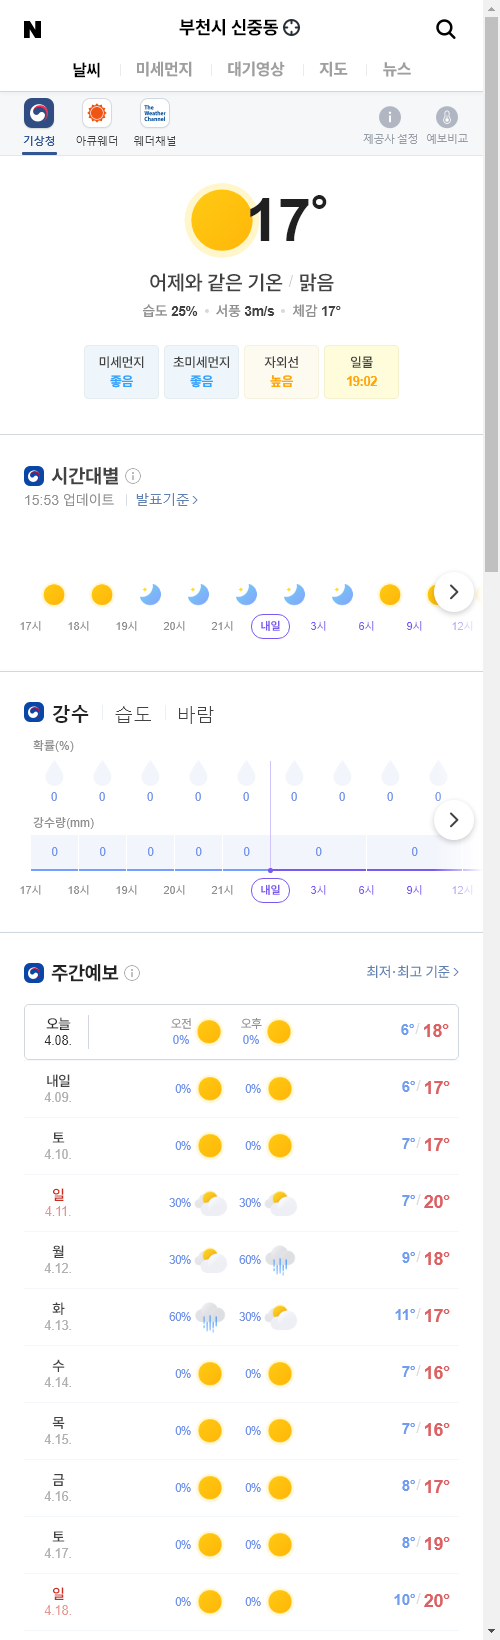 N 부천시 신중동
날씨 미세먼지 대기영상 지도 뉴스
The Weather Channel
기상청 아큐웨더 웨더채널 제공사 설정 예보비교
17°
어제와 같은 기온 / 맑음
습도 25% 서풍 3m/s 체감 17°
미세먼지 초미세먼지 자외선 일몰
좋음 좋음 높음 19:02
시간대별
15:53 업데이트 발표기준
17시 18시 19시 20시 21시 내일 3시 6시 9시 12시
강수 습도 바람
확률(%)
0 0 0 0 0 0 0 0 0
강수량(mm)
0 0 0 0 0 0 0
17시 18시 19시 20시 21시 내일 3시 6시 9시 12시
주간예보 최저·최고 기준
오늘 4.08. 오전 0% 오후 0% 6°/ 18°
내일 4.09. 0% 0% 6°/ 17°
토 4.10. 0% 0% 7°/ 17°
일 4.11. 30% 30% 7°/ 20°
월 4.12. 30% 60% 9°/ 18°
화 4.13. 60% 30% 11°/ 17°
수 4.14. 0% 0% 7°/ 16°
목 4.15. 0% 0% 7°/ 16°
금 4.16. 0% 0% 8°/ 17°
토 4.17. 0% 0% 8°/ 19°
일 4.18. 0% 0% 10°/ 20°